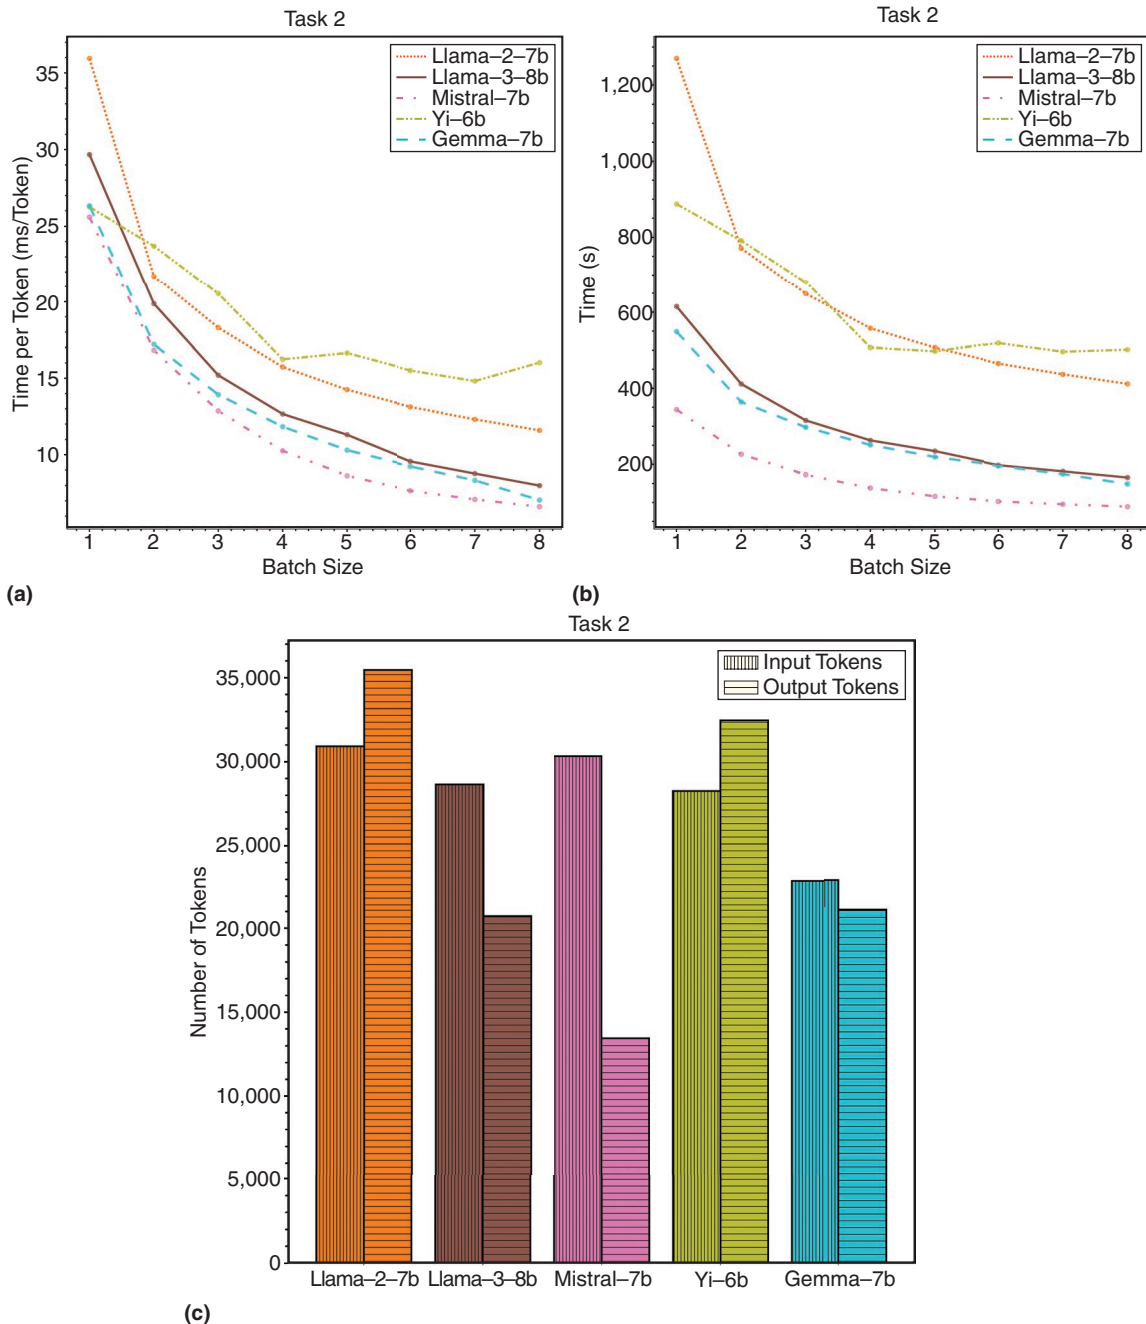 Task 2
Llama–2–7b
Llama–3–8b
Mistral–7b
Yi–6b
Gemma–7b
Time per Token (ms/Token)
35
30
25
20
15
10
1 2 3 4 5 6 7 8
Batch Size
(a)
Task 2
Llama–2–7b
Llama–3–8b
Mistral–7b
Yi–6b
Gemma–7b
Time (s)
1,200
1,000
800
600
400
200
1 2 3 4 5 6 7 8
Batch Size
(b)
Task 2
Input Tokens
Output Tokens
Number of Tokens
35,000
30,000
25,000
20,000
15,000
10,000
5,000
0
Llama–2–7b Llama–3–8b Mistral–7b Yi–6b Gemma–7b
(c)